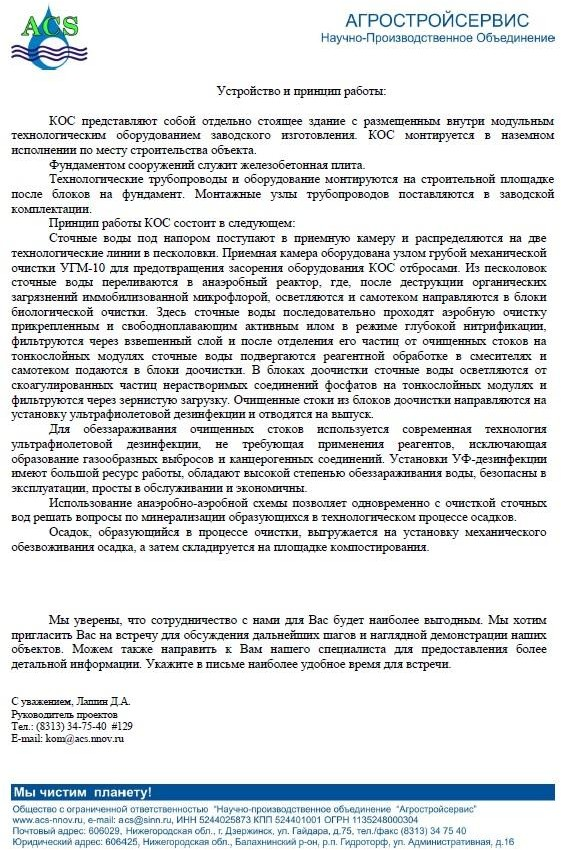 ACS
АГРОСТРОЙСЕРВИС
Научно-Производственное Объединение
Устройство и принцип работы:
КОС представляют собой отдельно стоящее здание с размещенным внутри модульным
технологическим оборудованием заводского изготовления. КОС монтируется в наземном
исполнении по месту строительства объекта.
Фундаментом сооружений служит железобетонная плита.
Технологические трубопроводы и оборудование монтируются на строительной площадке
после блоков на фундамент. Монтажные узлы трубопроводов поставляются в заводской
комплектации.
Принцип работы КОС состоит в следующем:
Сточные воды под напором поступают в приемную камеру и распределяются на две
технологические линии в песколовки. Приемная камера оборудована узлом грубой механической
очистки УГМ-10 для предотвращения засорения оборудования КОС отбросами. Из песколовок
сточные воды переливаются в анаэробный реактор, где, после деструкции органических
загрязнений иммобилизованной микрофлорой, осветляются и самотеком направляются в блоки
биологической очистки. Здесь сточные воды последовательно проходят аэробную очистку
прикрепленным и свободноплавающим активным илом в режиме глубокой нитрификации,
фильтруются через взвешенный слой и после отделения его частиц от очищенных стоков на
тонкослойных модулях сточные воды подвергаются реагентной обработке в смесителях и
самотеком подаются в блоки доочистки. В блоках доочистки сточные воды осветляются от
скоагулированных частиц нерастворимых соединений фосфатов на тонкослойных модулях и
фильтруются через зернистую загрузку. Очищенные стоки из блоков доочистки направляются на
установку ультрафиолетовой дезинфекции и отводятся на выпуск.
Для обеззараживания очищенных стоков используется современная технология
ультрафиолетовой дезинфекции, не требующая применения реагентов, исключающая
образование газообразных выбросов и канцерогенных соединений. Установки УФ-дезинфекции
имеют большой ресурс работы, обладают высокой степенью обеззараживания воды, безопасны в
эксплуатации, просты в обслуживании и экономичны.
Использование анаэробно-аэробной схемы позволяет одновременно с очисткой сточных
вод решать вопросы по минерализации образующихся в технологическом процессе осадков.
Осадок, образующийся в процессе очистки, выгружается на установку механического
обезвоживания осадка, а затем складируется на площадке компостирования.
Мы уверены, что сотрудничество с нами для Вас будет наиболее выгодным. Мы хотим
пригласить Вас на встречу для обсуждения дальнейших шагов и наглядной демонстрации наших
объектов. Можем также направить к Вам нашего специалиста для предоставления более
детальной информации. Укажите в письме наиболее удобное время для встречи.
С уважением, Лашин Д.А.
Руководитель проектов
Тел.: (8313) 34-75-40 #129
E-mail: kom@acs.nnov.ru
Мы чистим планету!
Общество с ограниченной ответственностью "Научно-производственное объединение "Агростройсервис"
www.acs-nnov.ru, e-mail: acs@sinn.ru, ИНН 5244025873 КПП 524401001 ОГРН 1135248000304
Почтовый адрес: 606029, Нижегородская обл., г. Дзержинск, ул. Гайдара, д.75, тел./факс (8313) 34 75 40
Юридический адрес: 606425, Нижегородская обл., Балахнинский р-он, р.п. Гидроторф, ул. Административная, д.16